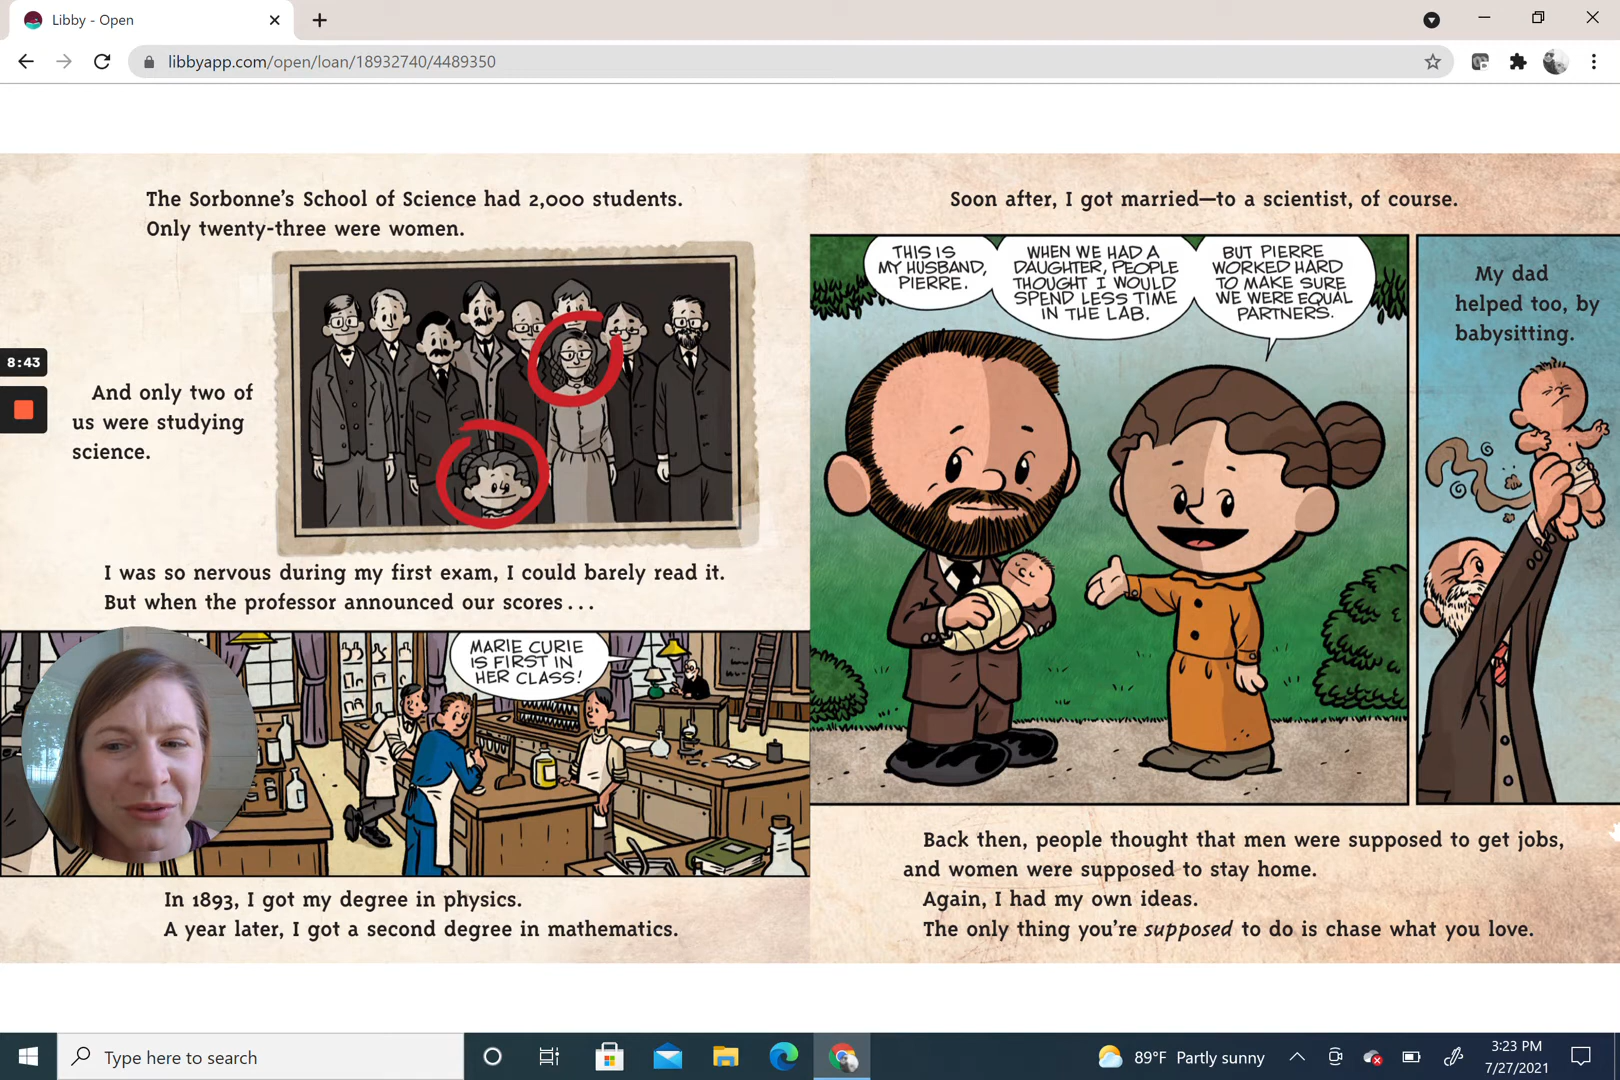 Libby - Open
libbyapp.com/open/loan/18932740/4489350
The Sorbonne's School of Science had 2,000 students.
Only twenty-three were women.
8:43
And only two of
us were studying
science.
I was so nervous during my first exam, I could barely read it.
But when the professor announced our scores...
MARIE CURIE
IS FIRST IN
HER CLASS!
In 1893, I got my degree in physics.
A year later, I got a second degree in mathematics.
Soon after, I got married—to a scientist, of course.
THIS IS
MY HUSBAND,
PIERRE.
WHEN WE HAD A
DAUGHTER, PEOPLE
THOUGHT I WOULD
SPEND LESS TIME
IN THE LAB.
BUT PIERRE
WORKED HARD
TO MAKE SURE
WE WERE EQUAL
PARTNERS.
My dad
helped too, by
babysitting.
Back then, people thought that men were supposed to get jobs,
and women were supposed to stay home.
Again, I had my own ideas.
The only thing you're supposed to do is chase what you love.
Type here to search
89°F Partly sunny
3:23 PM
7/27/2021